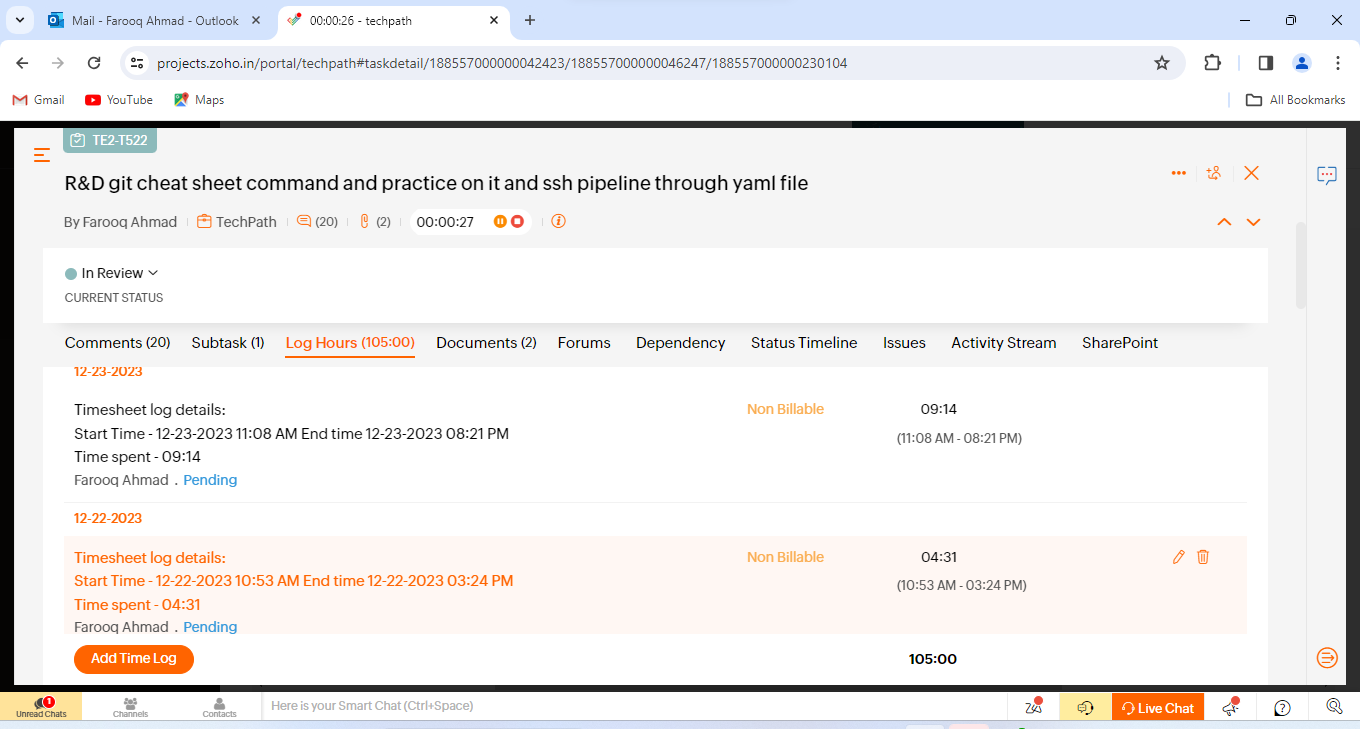 Mail - Farooq Ahmad - Outlook
00:00:26 - techpath
projects.zoho.in/portal/techpath#taskdetail/188557000000042423/188557000000046247/188557000000230104
Gmail YouTube Maps All Bookmarks
TE2-T522
R&D git cheat sheet command and practice on it and ssh pipeline through yaml file
By Farooq Ahmad TechPath (20) (2) 00:00:27
In Review
CURRENT STATUS
Comments (20) Subtask (1) Log Hours (105:00) Documents (2) Forums Dependency Status Timeline Issues Activity Stream SharePoint
12-23-2023
Timesheet log details: Non Billable 09:14
Start Time - 12-23-2023 11:08 AM End time 12-23-2023 08:21 PM (11:08 AM - 08:21 PM)
Time spent - 09:14
Farooq Ahmad . Pending
12-22-2023
Timesheet log details: Non Billable 04:31
Start Time - 12-22-2023 10:53 AM End time 12-22-2023 03:24 PM (10:53 AM - 03:24 PM)
Time spent - 04:31
Farooq Ahmad . Pending
Add Time Log 105:00
1
Unread Chats Channels Contacts Here is your Smart Chat (Ctrl+Space) Live Chat